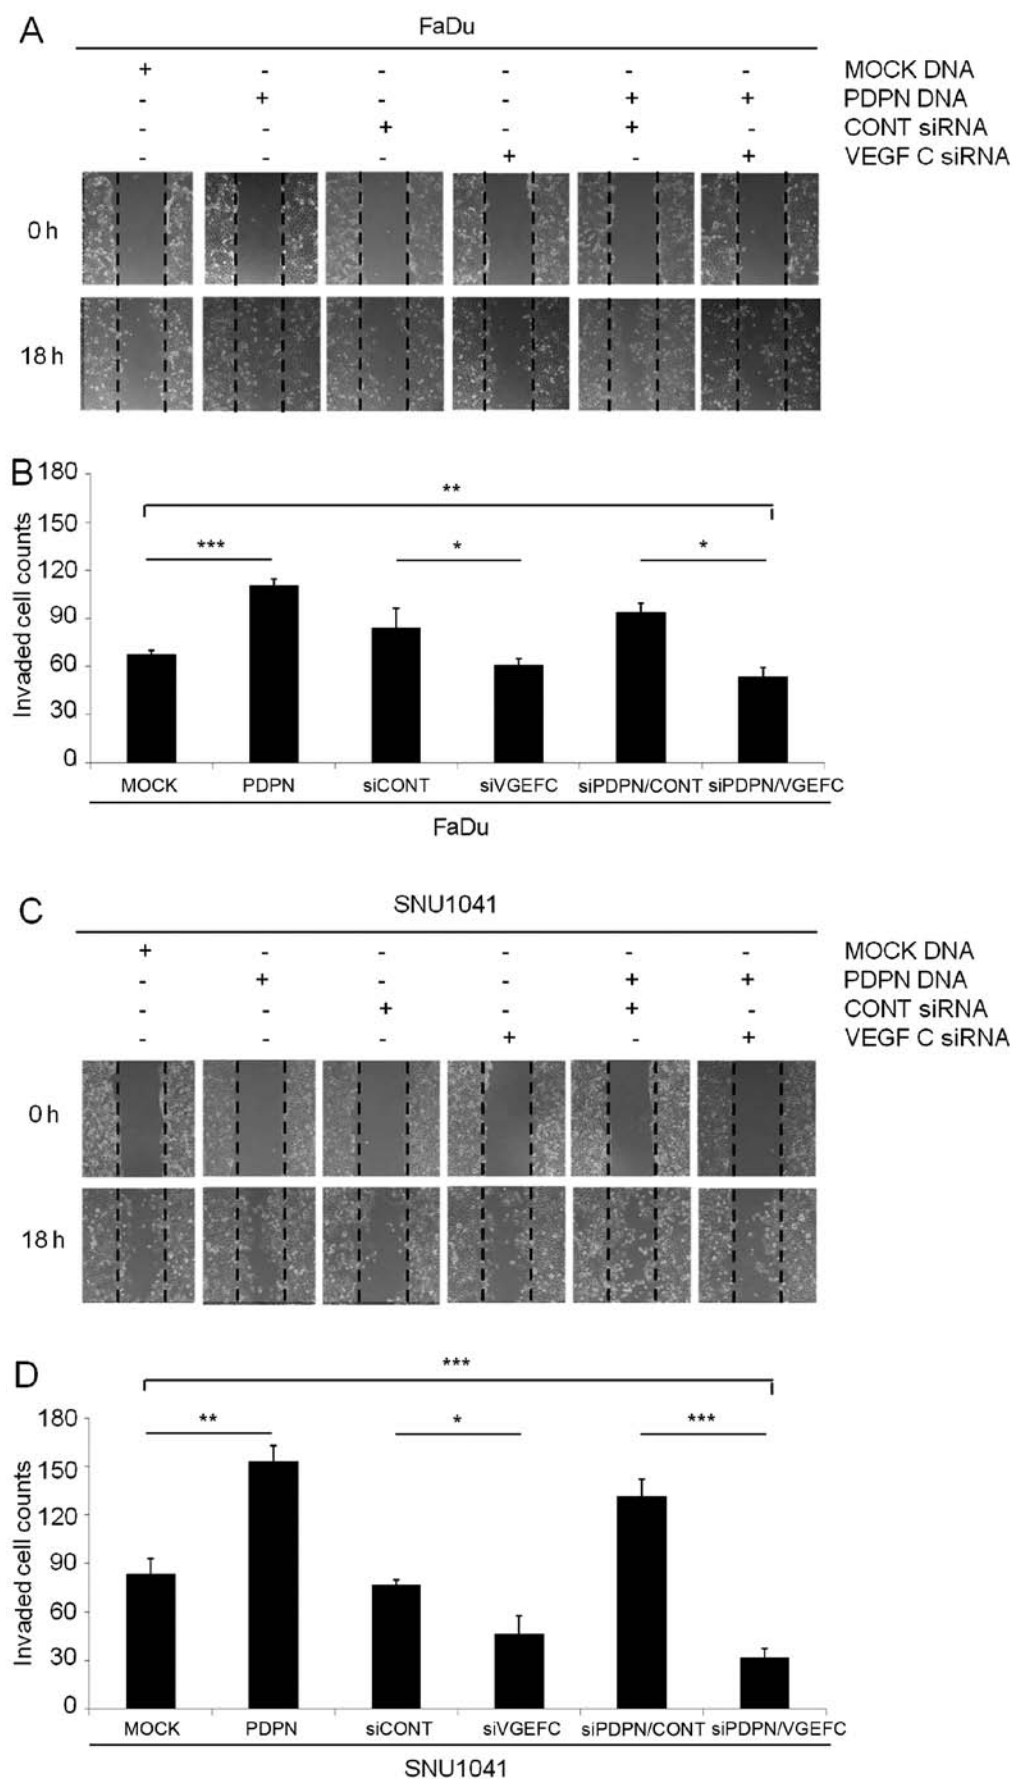 A
FaDu
+ - - - - - MOCK DNA
- + - - + + PDPN DNA
- - + - + - CONT siRNA
- - - + - + VEGF C siRNA
0 h
18 h
B
180
150
120
90
60
30
0
Invaded cell counts
**
*** * *
MOCK PDPN siCONT siVGEFC siPDPN/CONT siPDPN/VGEFC
FaDu
C
SNU1041
+ - - - - - MOCK DNA
- + - - + + PDPN DNA
- - + - + - CONT siRNA
- - - + - + VEGF C siRNA
0 h
18 h
D
***
** * ***
180
150
120
90
60
30
0
Invaded cell counts
MOCK PDPN siCONT siVGEFC siPDPN/CONT siPDPN/VGEFC
SNU1041